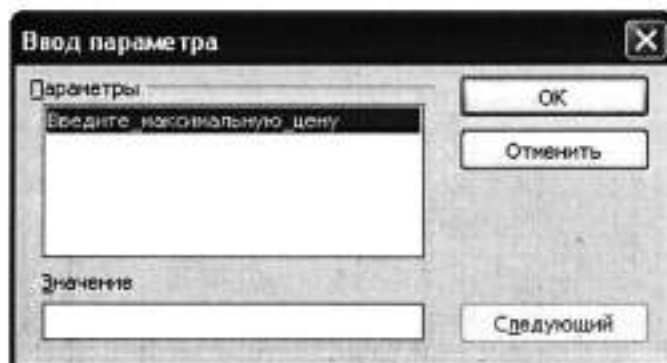 Ввод параметра
Параметры
Введите_максимальную_цену
ОК
Отменить
Значение
Следующий